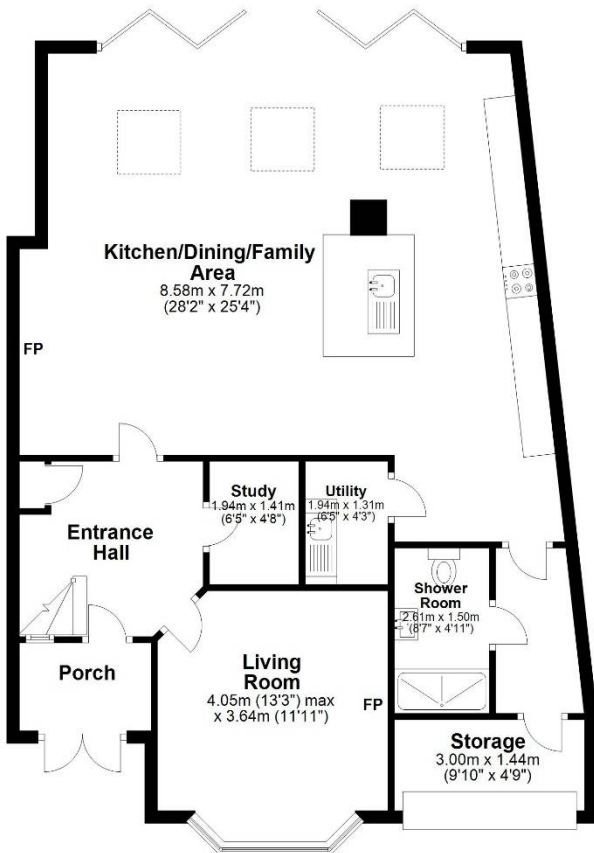 Kitchen/Dining/Family
Area
8.58m x 7.72m
(28'2" x 25'4")
FP
Study
1.94m x 1.41m
(6'5" x 4'8")
Utility
1.94m x 1.31m
(6'5" x 4'3")
Entrance
Hall
Shower
Room
2.61m x 1.50m
(8'7" x 4'11")
Porch
Living
Room
4.05m (13'3") max
x 3.64m (11'11")
FP
Storage
3.00m x 1.44m
(9'10" x 4'9")